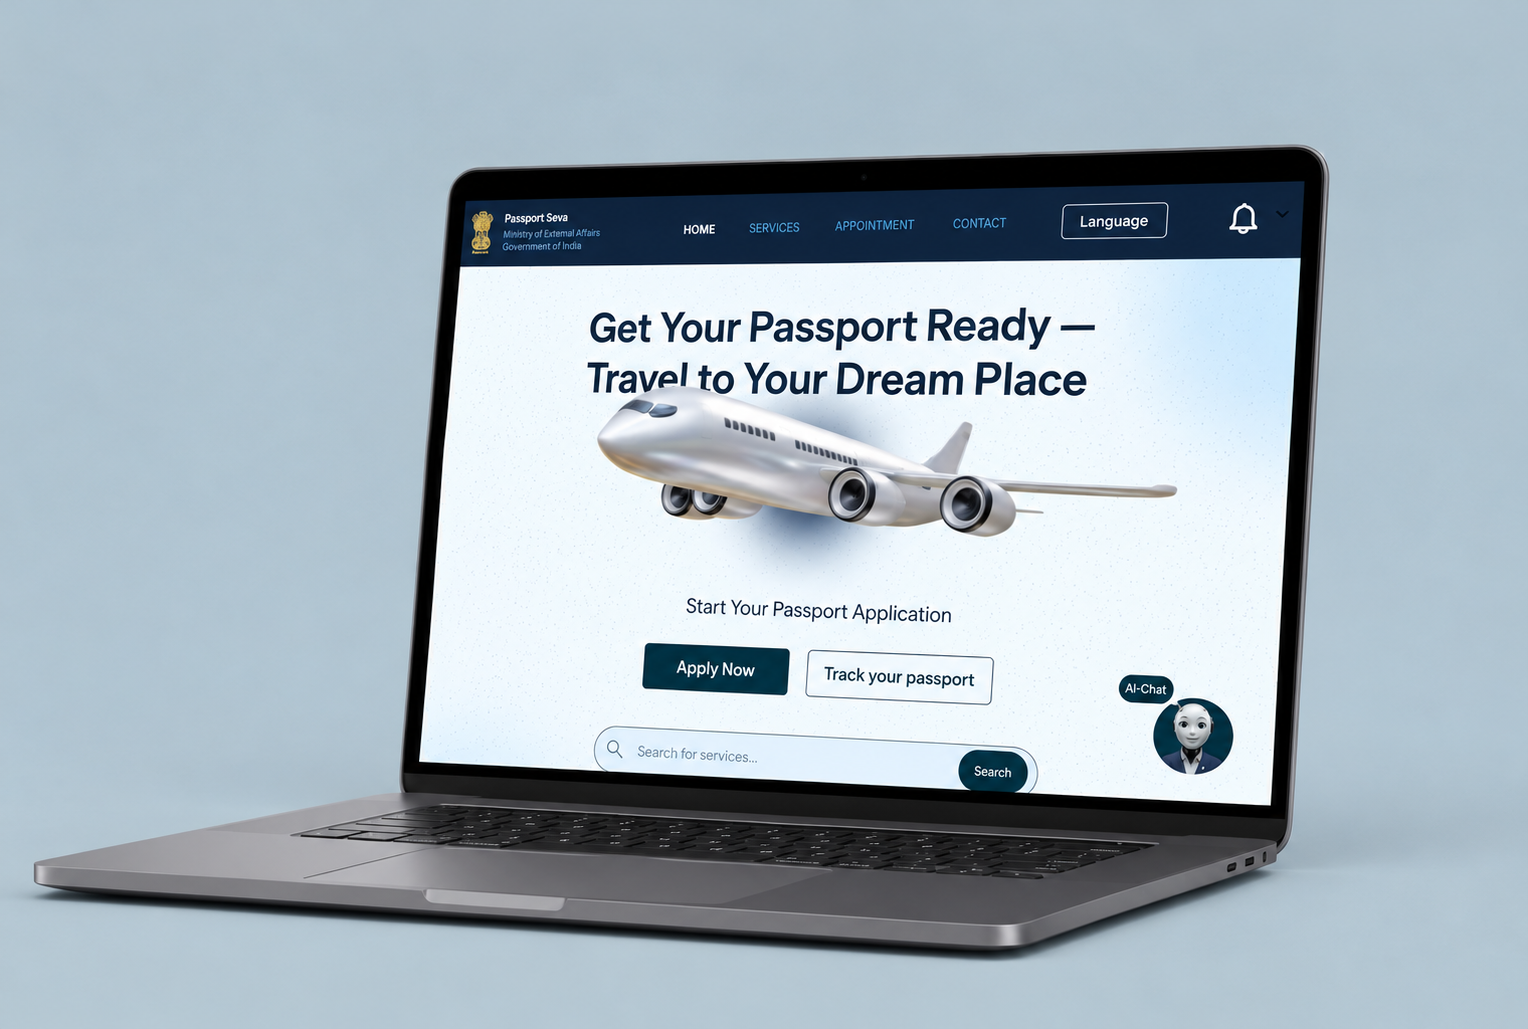 Passport Seva
Ministry of External Affairs
Government of India
HOME
SERVICES
APPOINTMENT
CONTACT
Language
Get Your Passport Ready —
Travel to Your Dream Place
Start Your Passport Application
Apply Now
Track your passport
AI-Chat
Search for services...
Search